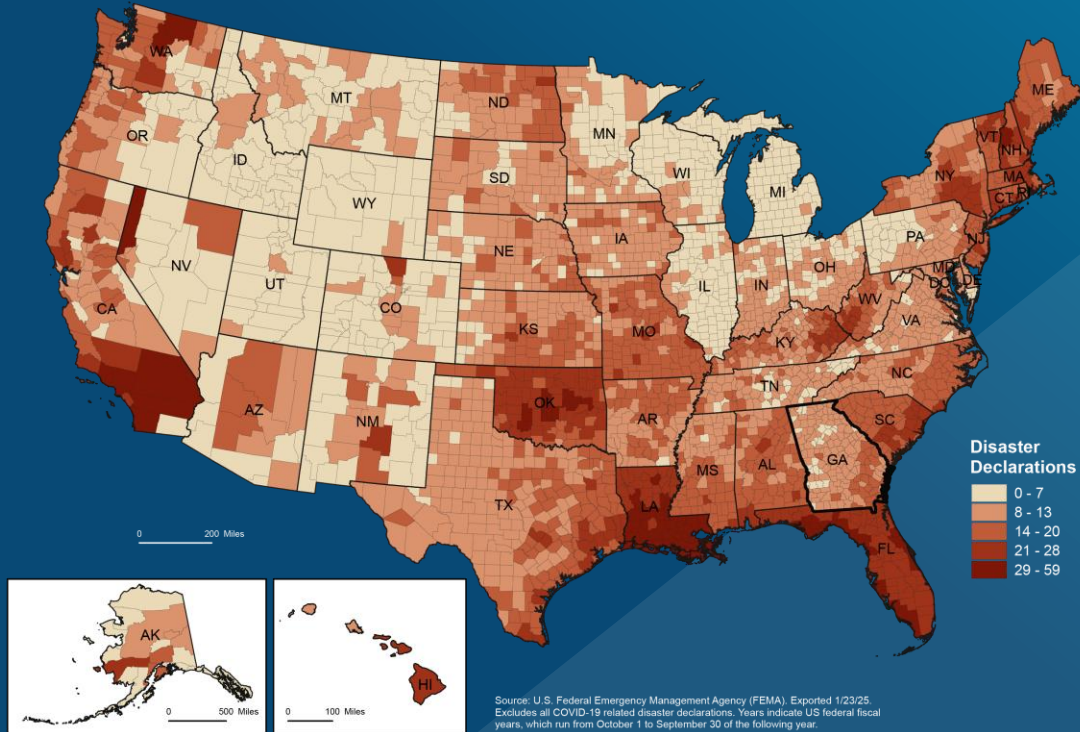 WA
MT
ND
MN
ME
OR
ID
SD
WI
MI
VT
NH
NY
MA
CT
RI
WY
NE
IA
PA
NJ
NV
UT
CO
IL
IN
OH
MD
DC
DE
CA
KS
MO
WV
VA
KY
AZ
NM
OK
AR
TN
NC
SC
TX
MS
AL
GA
LA
FL
Disaster
Declarations
0 - 7
8 - 13
14 - 20
21 - 28
29 - 59
0 200 Miles
AK
0 500 Miles
HI
0 100 Miles
Source: U.S. Federal Emergency Management Agency (FEMA). Exported 1/23/25.
Excludes all COVID-19 related disaster declarations. Years indicate US federal fiscal
years, which run from October 1 to September 30 of the following year.